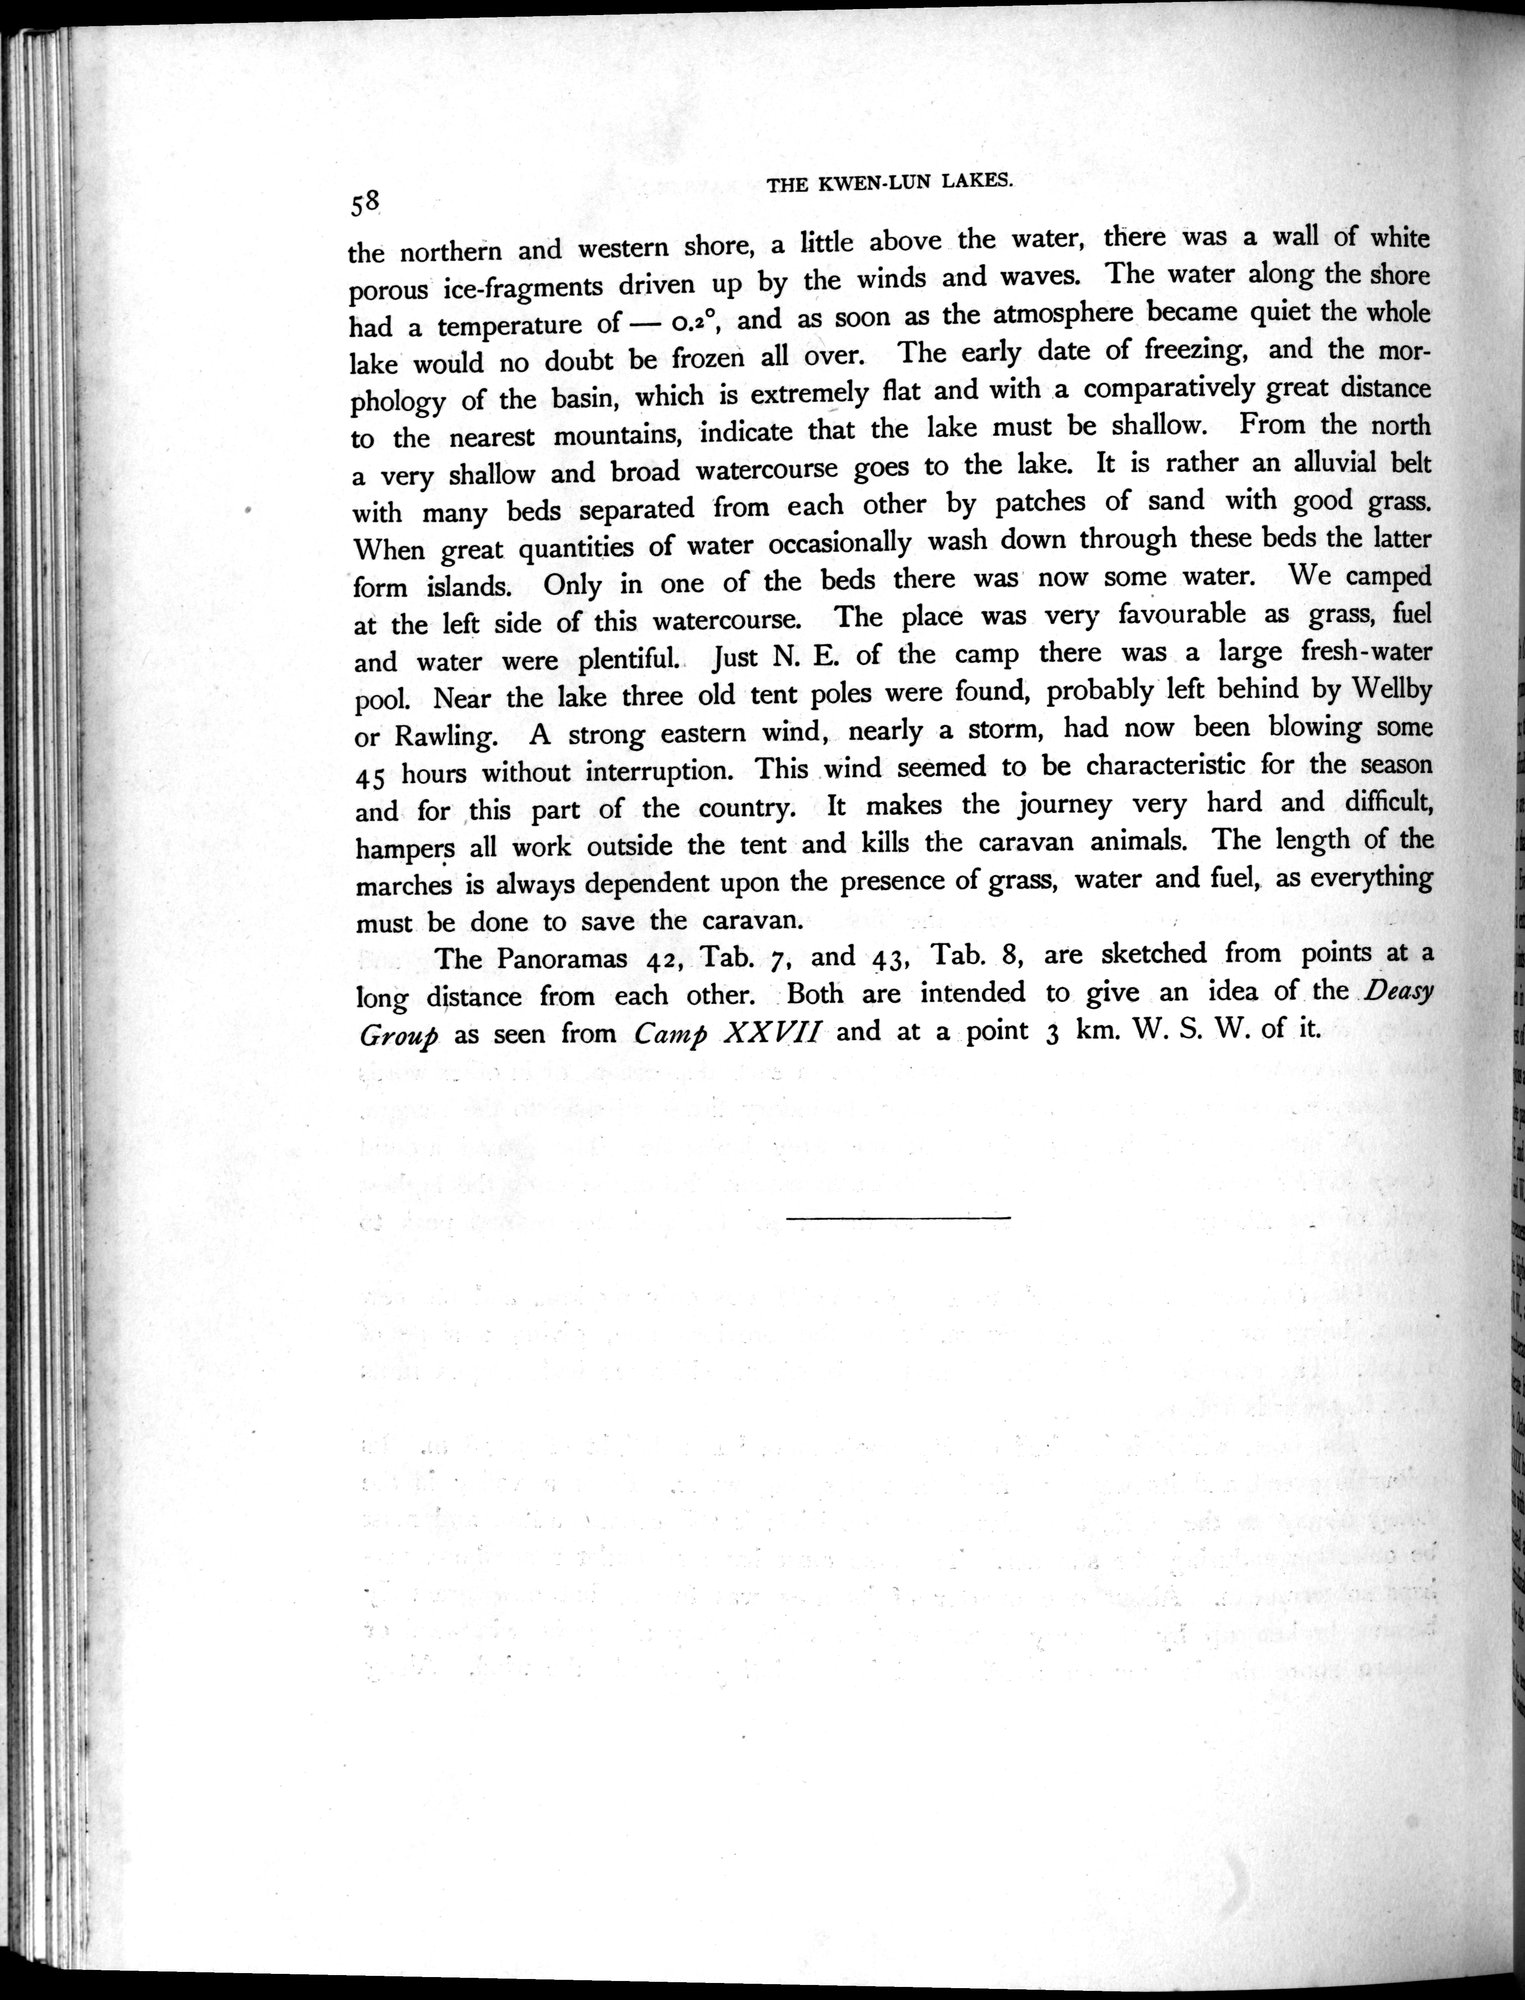 58
THE KWEN-LUN LAKES.
the northern and western shore, a little above the water, there was a wall of white
porous ice-fragments driven up by the winds and waves. The water along the shore
had a temperature of — 0.2°, and as soon as the atmosphere became quiet the whole
lake would no doubt be frozen all over. The early date of freezing, and the mor-
phology of the basin, which is extremely flat and with a comparatively great distance
to the nearest mountains, indicate that the lake must be shallow. From the north
a very shallow and broad watercourse goes to the lake. It is rather an alluvial belt
with many beds separated from each other by patches of sand with good grass.
When great quantities of water occasionally wash down through these beds the latter
form islands. Only in one of the beds there was now some water. We camped
at the left side of this watercourse. The place was very favourable as grass, fuel
and water were plentiful. Just N. E. of the camp there was a large fresh-water
pool. Near the lake three old tent poles were found, probably left behind by Wellby
or Rawling. A strong eastern wind, nearly a storm, had now been blowing some
45 hours without interruption. This wind seemed to be characteristic for the season
and for this part of the country. It makes the journey very hard and difficult,
hampers all work outside the tent and kills the caravan animals. The length of the
marches is always dependent upon the presence of grass, water and fuel, as everything
must be done to save the caravan.
The Panoramas 42, Tab. 7, and 43, Tab. 8, are sketched from points at a
long distance from each other. Both are intended to give an idea of the Deasy
Group as seen from Camp XXVII and at a point 3 km. W. S. W. of it.